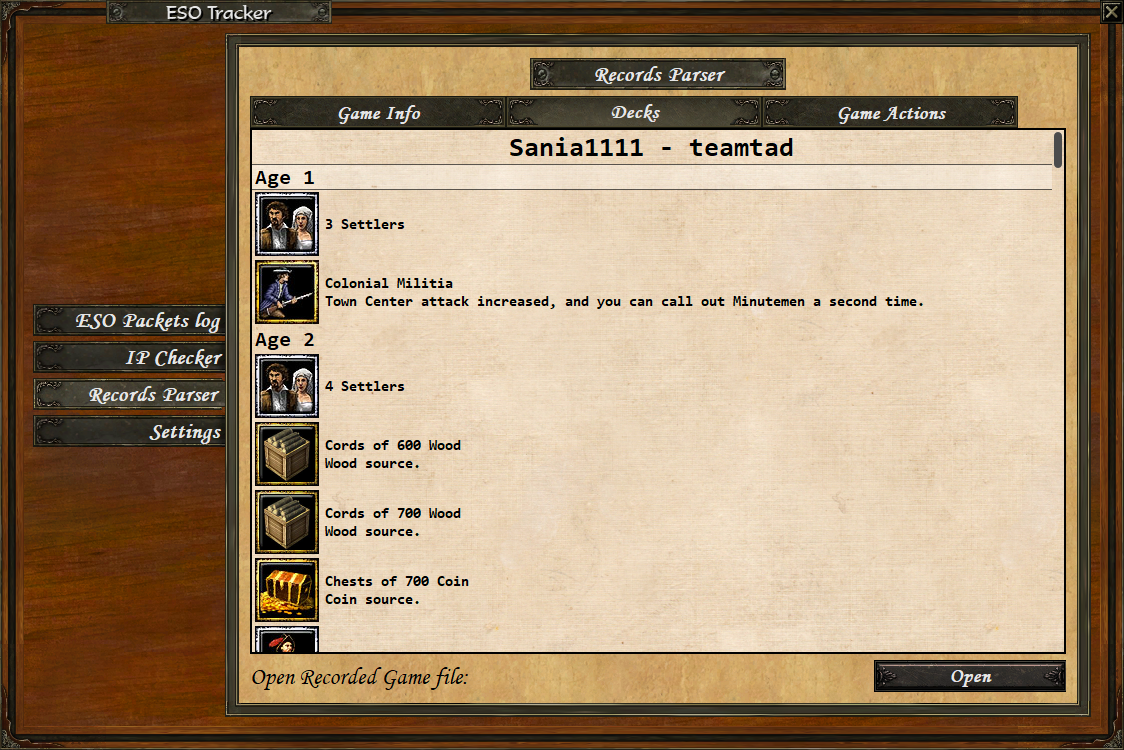 ESO Tracker
Records Parser
Game Info
Decks
Game Actions
Sania1111 - teamtad
Age 1
3 Settlers
Colonial Militia
Town Center attack increased, and you can call out Minutemen a second time.
Age 2
4 Settlers
Cords of 600 Wood
Wood source.
Cords of 700 Wood
Wood source.
Chests of 700 Coin
Coin source.
ESO Packets log
IP Checker
Records Parser
Settings
Open Recorded Game file:
Open